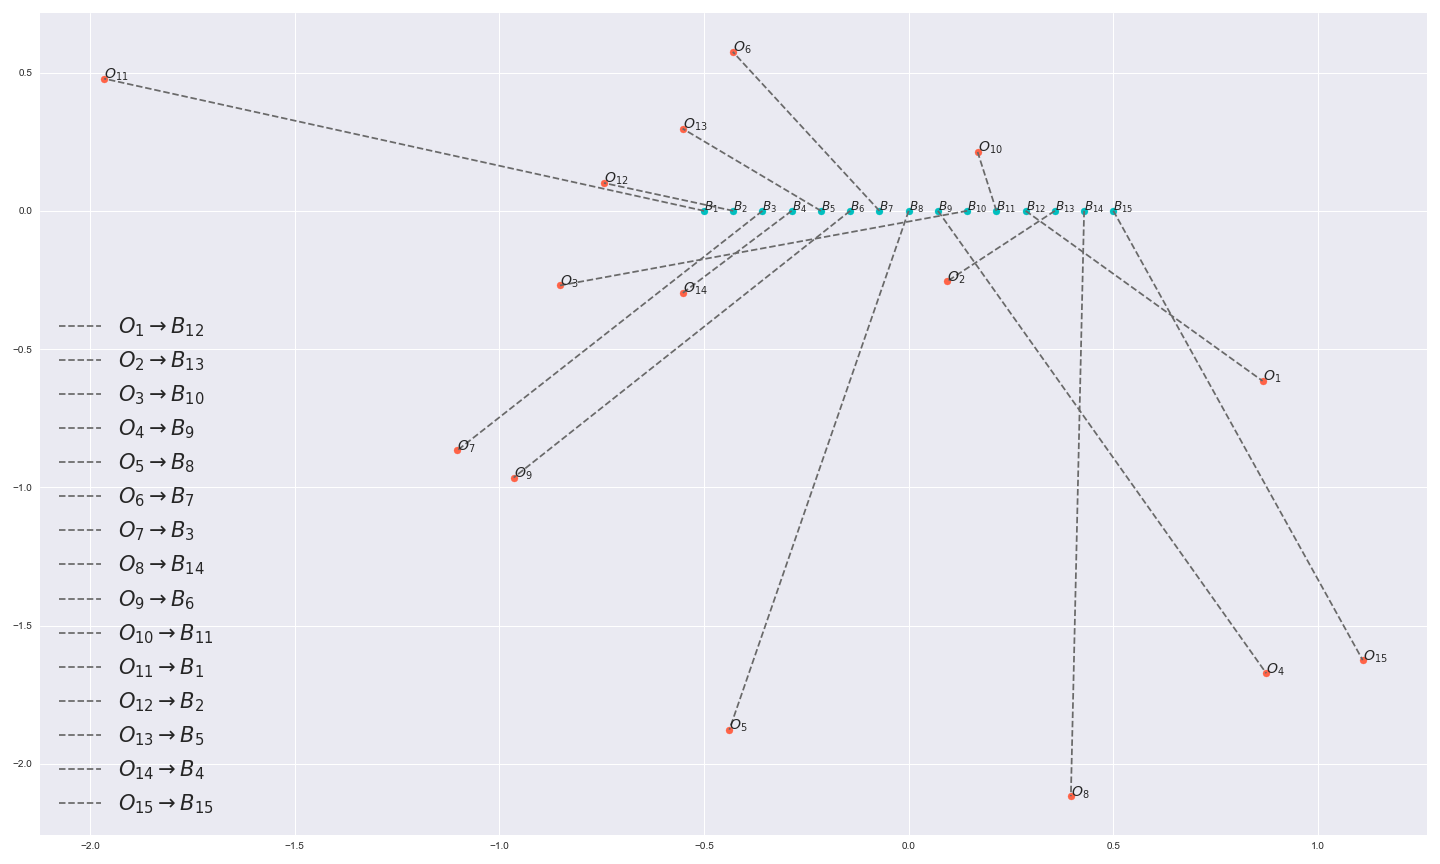 O₆
0.5
O₁₁
O₁₃
O₁₀
O₁₂
0.0
B₁ B₂ B₃ B₄ B₅ B₆ B₇ B₈ B₉ B₁₀ B₁₁ B₁₂ B₁₃ B₁₄ B₁₅
O₃
O₁₄
O₂
O₁ → B₁₂
O₂ → B₁₃
O₃ → B₁₀
O₄ → B₉
O₅ → B₈
O₆ → B₇
O₇ → B₃
O₈ → B₁₄
O₉ → B₆
O₁₀ → B₁₁
O₁₁ → B₁
O₁₂ → B₂
O₁₃ → B₅
O₁₄ → B₄
O₁₅ → B₁₅
−0.5
O₁
O₇
O₉
−1.0
−1.5
O₁₅
O₄
O₅
−2.0
O₈
−2.0 −1.5 −1.0 −0.5 0.0 0.5 1.0